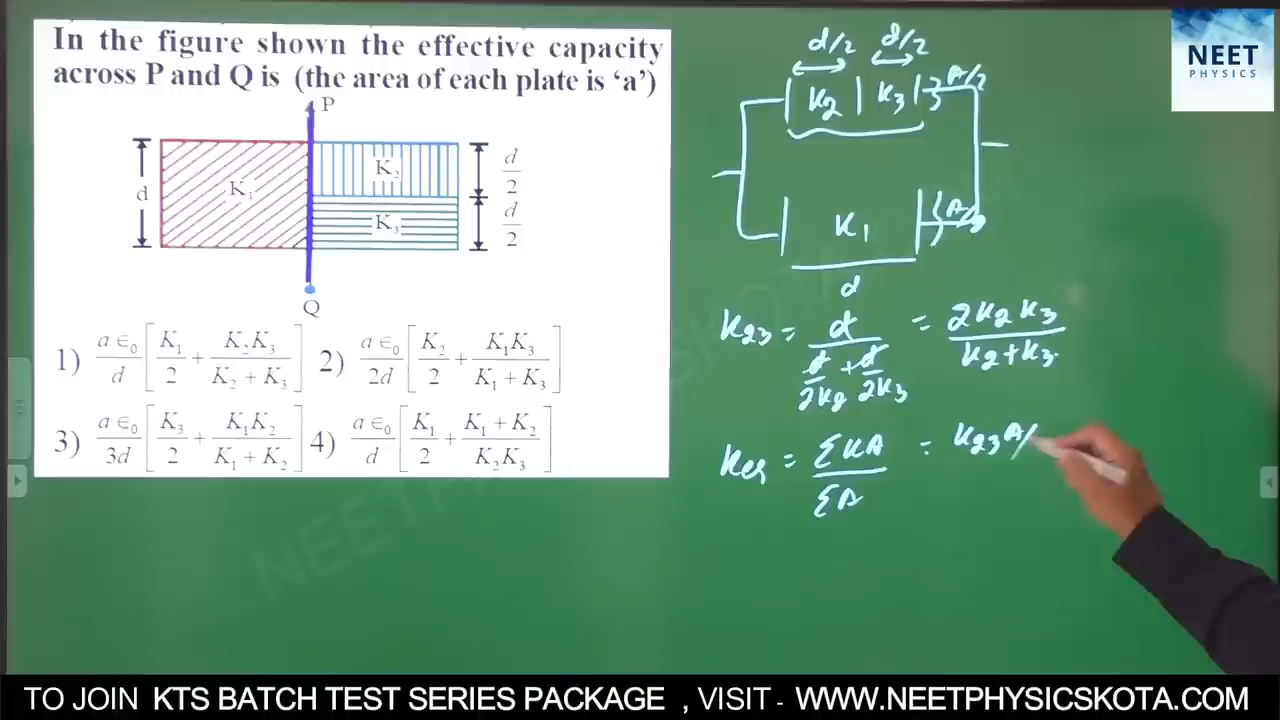 In the figure shown the effective capacity
across P and Q is (the area of each plate is 'a')
P
d
K₁
K₂
K₃
d/2
d/2
Q
1) a∈₀/d [K₁/2 + K₂K₃/(K₂ + K₃)]
2) a∈₀/2d [K₂/2 + K₁K₃/(K₁ + K₃)]
3) a∈₀/3d [K₃/2 + K₁K₂/(K₁ + K₂)]
4) a∈₀/d [K₁/2 + (K₁ + K₂)/K₂K₃]
d/2 d/2
K₂ K₃ A/2
K₁
d
K₂₃ = d/(d/2K₂ + d/2K₃) = 2K₂K₃/(K₂+K₃)
Keq = ΣKA/ΣA = K₂₃A/
NEET
PHYSICS
TO JOIN KTS BATCH TEST SERIES PACKAGE , VISIT - WWW.NEETPHYSICSKOTA.COM